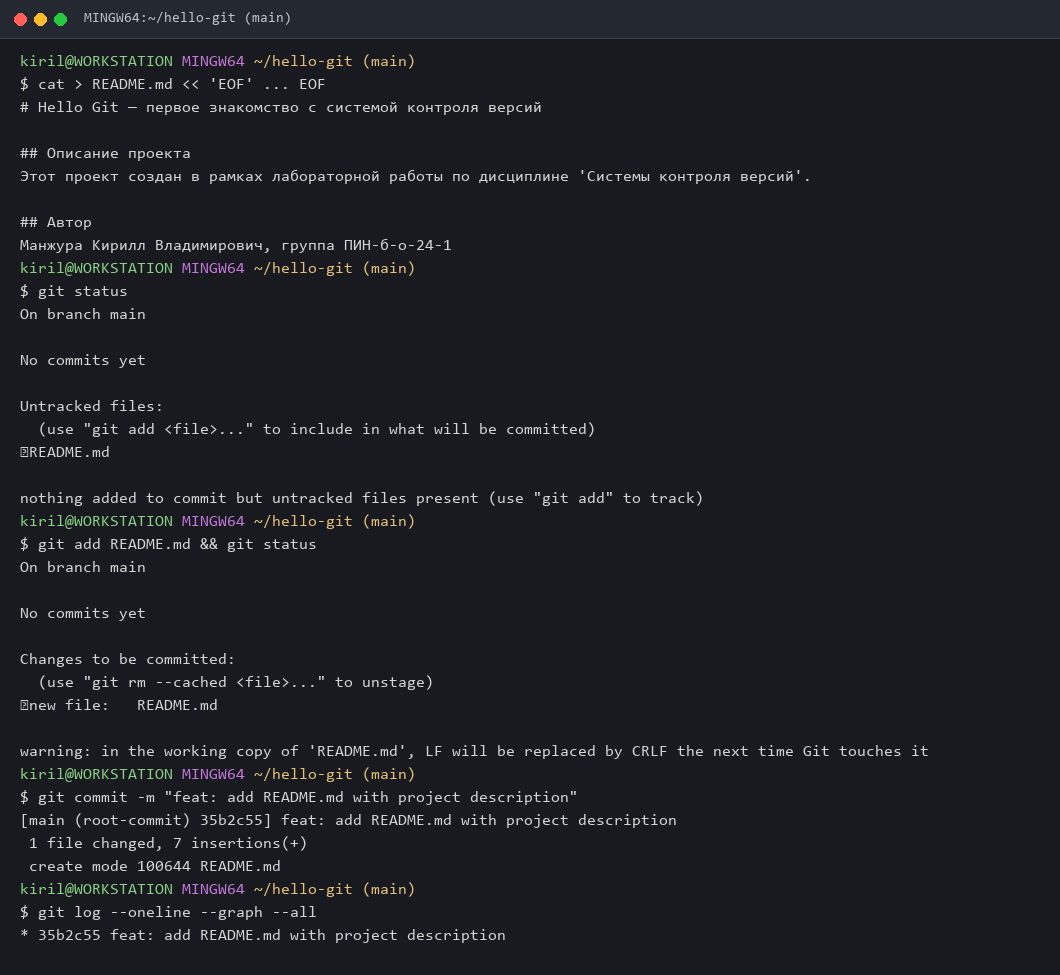 MINGW64:~/hello-git (main)
kiril@WORKSTATION MINGW64 ~/hello-git (main)
$ cat > README.md << 'EOF' ... EOF
# Hello Git — первое знакомство с системой контроля версий
## Описание проекта
Этот проект создан в рамках лабораторной работы по дисциплине 'Системы контроля версий'.
## Автор
Манжура Кирилл Владимирович, группа ПИН-б-о-24-1
kiril@WORKSTATION MINGW64 ~/hello-git (main)
$ git status
On branch main
No commits yet
Untracked files:
  (use "git add <file>..." to include in what will be committed)
README.md
nothing added to commit but untracked files present (use "git add" to track)
kiril@WORKSTATION MINGW64 ~/hello-git (main)
$ git add README.md && git status
On branch main
No commits yet
Changes to be committed:
  (use "git rm --cached <file>..." to unstage)
new file:   README.md
warning: in the working copy of 'README.md', LF will be replaced by CRLF the next time Git touches it
kiril@WORKSTATION MINGW64 ~/hello-git (main)
$ git commit -m "feat: add README.md with project description"
[main (root-commit) 35b2c55] feat: add README.md with project description
 1 file changed, 7 insertions(+)
 create mode 100644 README.md
kiril@WORKSTATION MINGW64 ~/hello-git (main)
$ git log --oneline --graph --all
* 35b2c55 feat: add README.md with project description